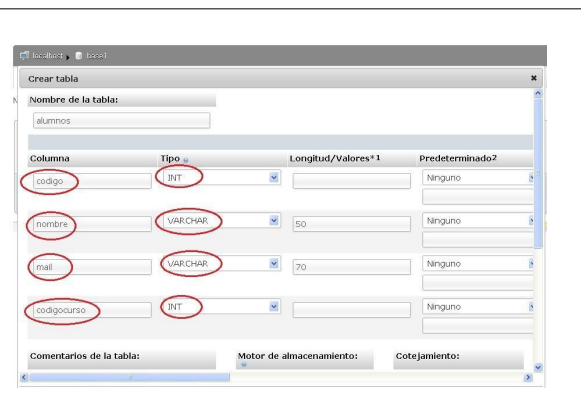 localhost ▸ base1
Crear tabla ×
Nombre de la tabla:
alumnos
Columna Tipo Longitud/Valores*1 Predeterminado2
codigo INT Ninguno
nombre VARCHAR 50 Ninguno
mail VARCHAR 70 Ninguno
codigocurso INT Ninguno
Comentarios de la tabla: Motor de almacenamiento: Cotejamiento: